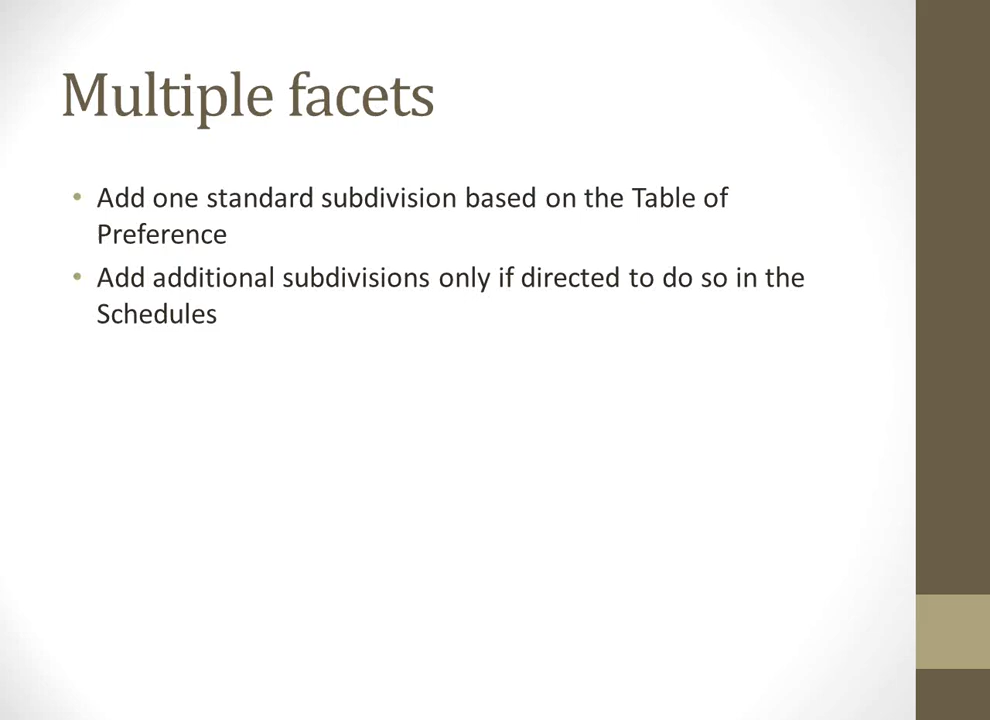 Multiple facets
• Add one standard subdivision based on the Table of
Preference
• Add additional subdivisions only if directed to do so in the
Schedules